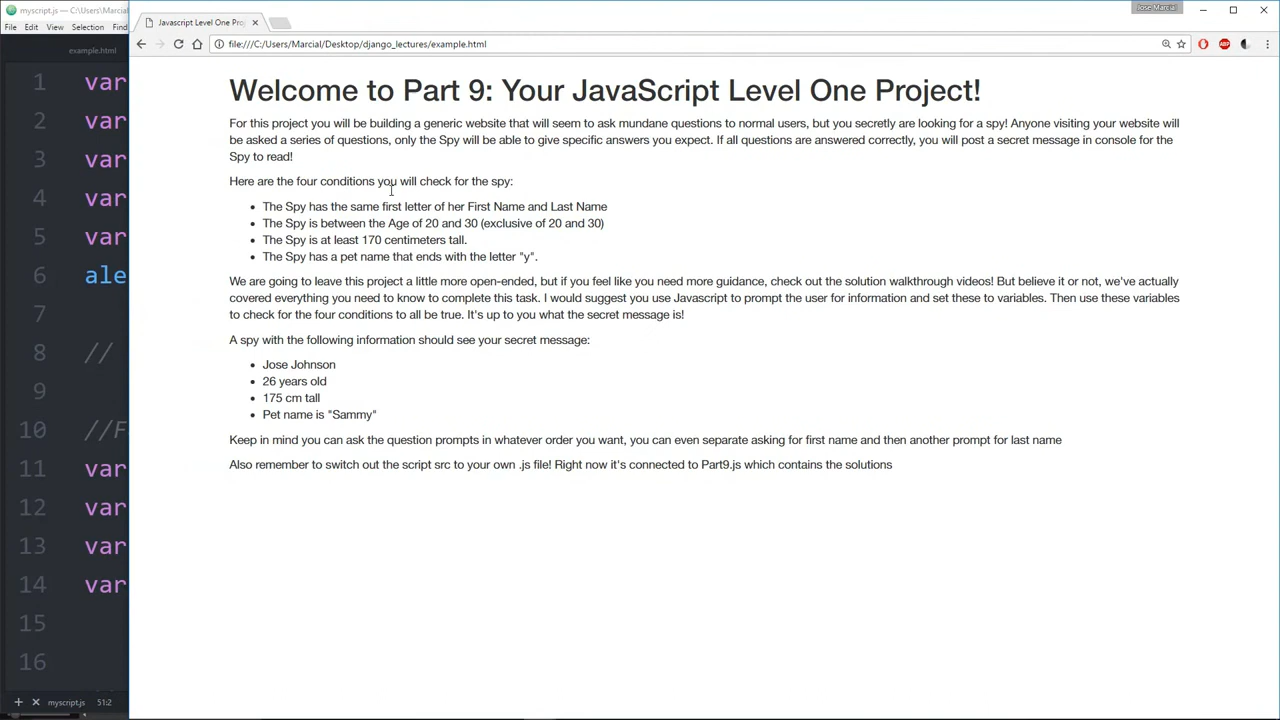 myscript.js — C:\Users\Marcial
Javascript Level One Pro
Jose Marcial
File Edit View Selection Find
file:///C:/Users/Marcial/Desktop/django_lectures/example.html
ABP
example.html
1 var
2 var
3 var
4 var
5 var
6 ale
7
8 //
9
10 //F
11 var
12 var
13 var
14 var
15
16
myscript.js 51:2
Welcome to Part 9: Your JavaScript Level One Project!
For this project you will be building a generic website that will seem to ask mundane questions to normal users, but you secretly are looking for a spy! Anyone visiting your website will
be asked a series of questions, only the Spy will be able to give specific answers you expect. If all questions are answered correctly, you will post a secret message in console for the
Spy to read!
Here are the four conditions you will check for the spy:
• The Spy has the same first letter of her First Name and Last Name
• The Spy is between the Age of 20 and 30 (exclusive of 20 and 30)
• The Spy is at least 170 centimeters tall.
• The Spy has a pet name that ends with the letter "y".
We are going to leave this project a little more open-ended, but if you feel like you need more guidance, check out the solution walkthrough videos! But believe it or not, we've actually
covered everything you need to know to complete this task. I would suggest you use Javascript to prompt the user for information and set these to variables. Then use these variables
to check for the four conditions to all be true. It's up to you what the secret message is!
A spy with the following information should see your secret message:
• Jose Johnson
• 26 years old
• 175 cm tall
• Pet name is "Sammy"
Keep in mind you can ask the question prompts in whatever order you want, you can even separate asking for first name and then another prompt for last name
Also remember to switch out the script src to your own .js file! Right now it's connected to Part9.js which contains the solutions